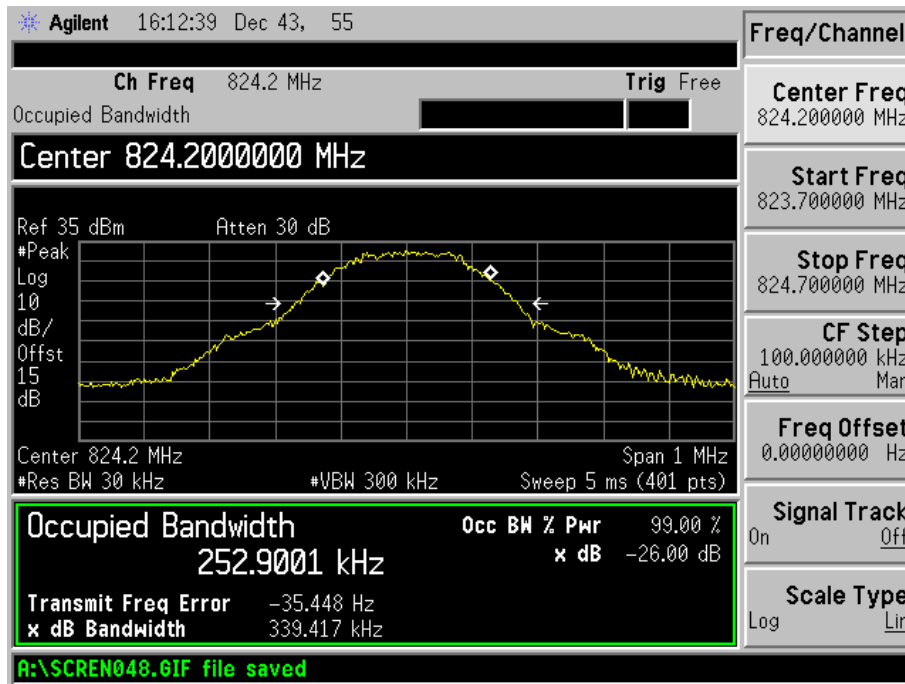 Agilent 16:12:39 Dec 43, 55
Ch Freq 824.2 MHz Trig Free
Occupied Bandwidth
Center 824.2000000 MHz
Ref 35 dBm Atten 30 dB
#Peak
Log
10
dB/
Offst
15
dB
Center 824.2 MHz Span 1 MHz
#Res BW 30 kHz #VBW 300 kHz Sweep 5 ms (401 pts)
Occupied Bandwidth Occ BW % Pwr 99.00 %
252.9001 kHz x dB -26.00 dB
Transmit Freq Error -35.448 Hz
x dB Bandwidth 339.417 kHz
A:\SCREN048.GIF file saved
Freq/Channel
Center Freq
824.200000 MHz
Start Freq
823.700000 MHz
Stop Freq
824.700000 MHz
CF Step
100.000000 kHz
Auto Man
Freq Offset
0.00000000 Hz
Signal Track
On Off
Scale Type
Log Lin